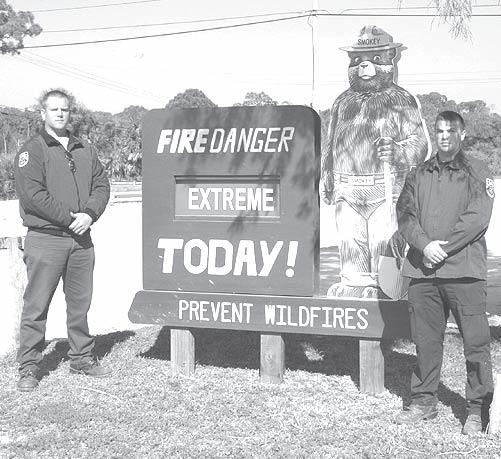 SMOKEY
FIRE DANGER
EXTREME
TODAY!
PREVENT WILDFIRES